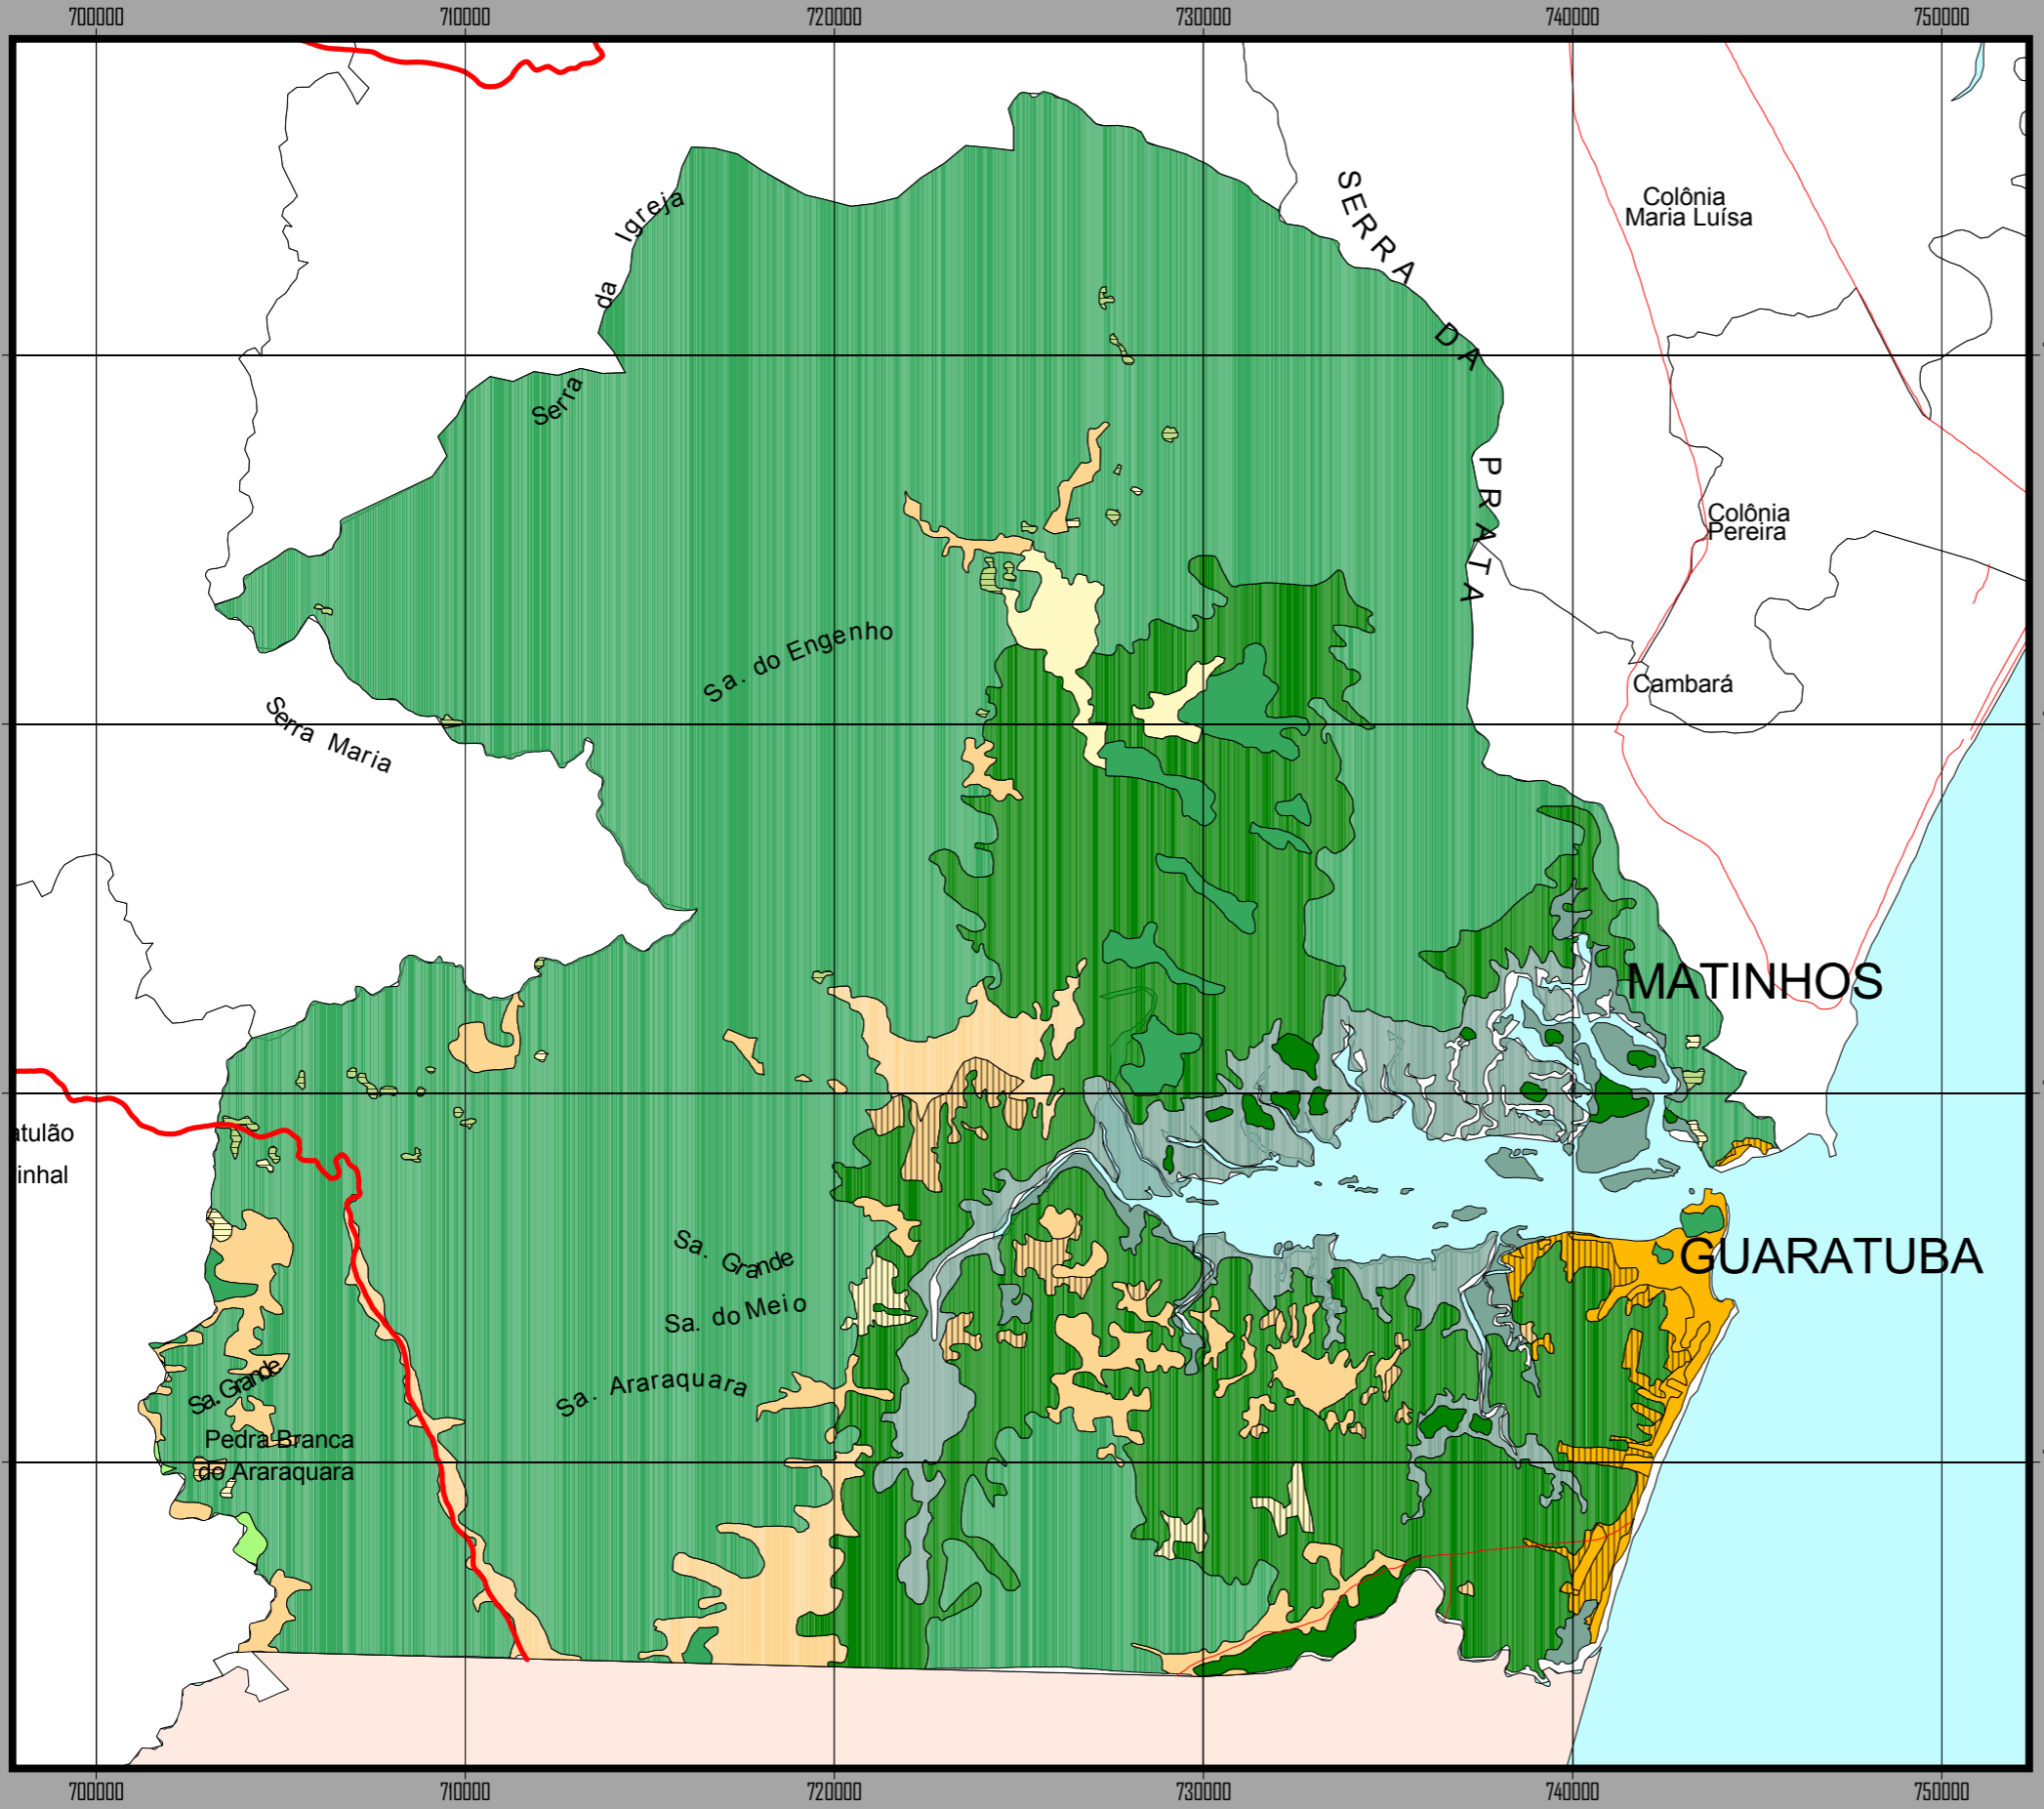 700000 710000 720000 730000 740000 750000
SERRA DA PRATA
Colônia
Maria Luísa
Serra da Igreja
Colônia
Pereira
Sa. do Engenho
Cambará
Serra Maria
MATINHOS
atulão
inhal
Sa. Grande
GUARATUBA
Sa. do Meio
Sa. Grande
Sa. Araraquara
Pedra Branca
do Araraquara
700000 710000 720000 730000 740000 750000